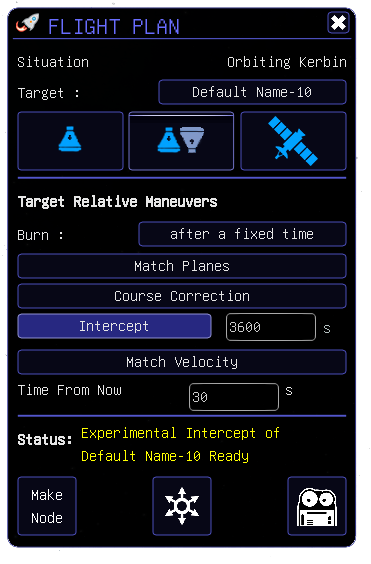 FLIGHT PLAN
Situation Orbiting Kerbin
Target : Default Name-10
Target Relative Maneuvers
Burn : after a fixed time
Match Planes
Course Correction
Intercept 3600 s
Match Velocity
Time From Now 30 s
Status: Experimental Intercept of
Default Name-10 Ready
Make
Node